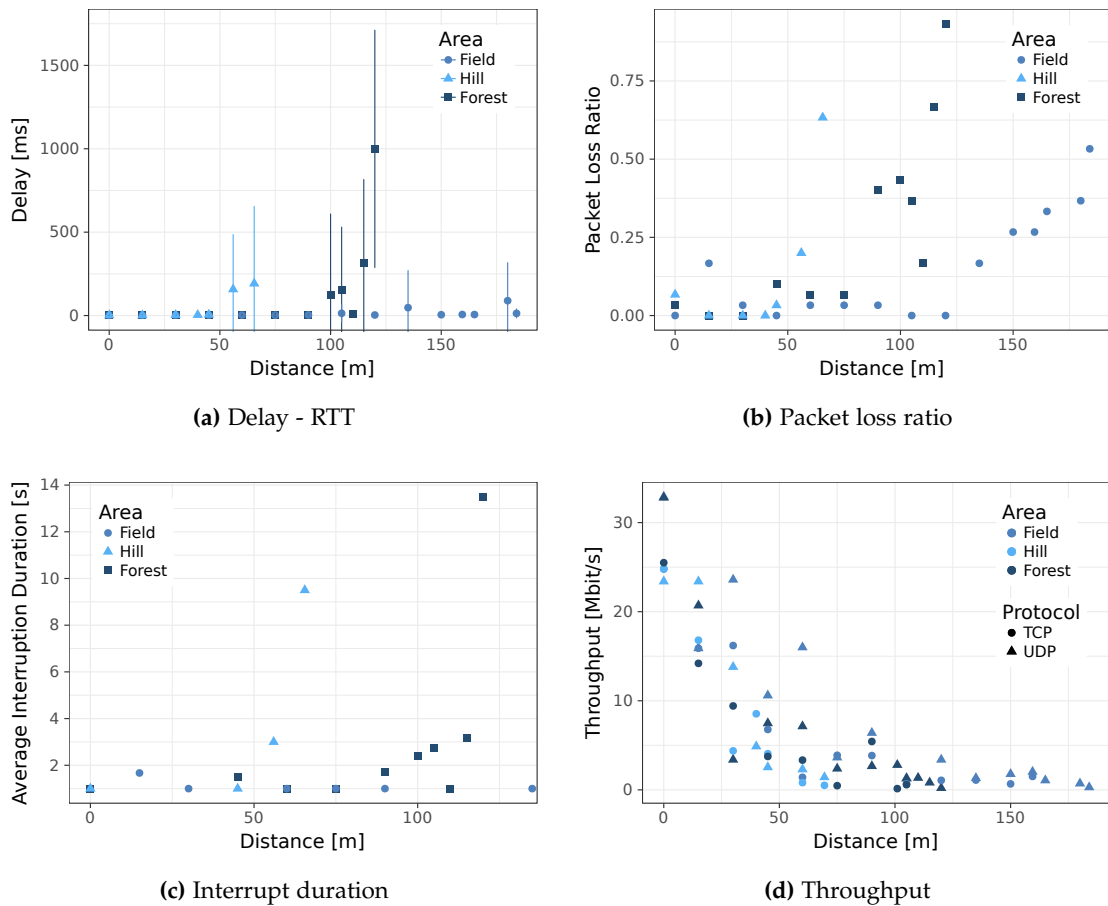 Delay [ms]
1500
1000
500
0
0
50
100
150
Distance [m]
Area
Field
Hill
Forest
(a) Delay - RTT
Packet Loss Ratio
0.75
0.50
0.25
0.00
0
50
100
150
Distance [m]
Area
Field
Hill
Forest
(b) Packet loss ratio
Average Interruption Duration [s]
14
12
10
8
6
4
2
0
50
100
Distance [m]
Area
Field
Hill
Forest
(c) Interrupt duration
Throughput [Mbit/s]
30
20
10
0
0
50
100
150
Distance [m]
Area
Field
Hill
Forest
Protocol
TCP
UDP
(d) Throughput